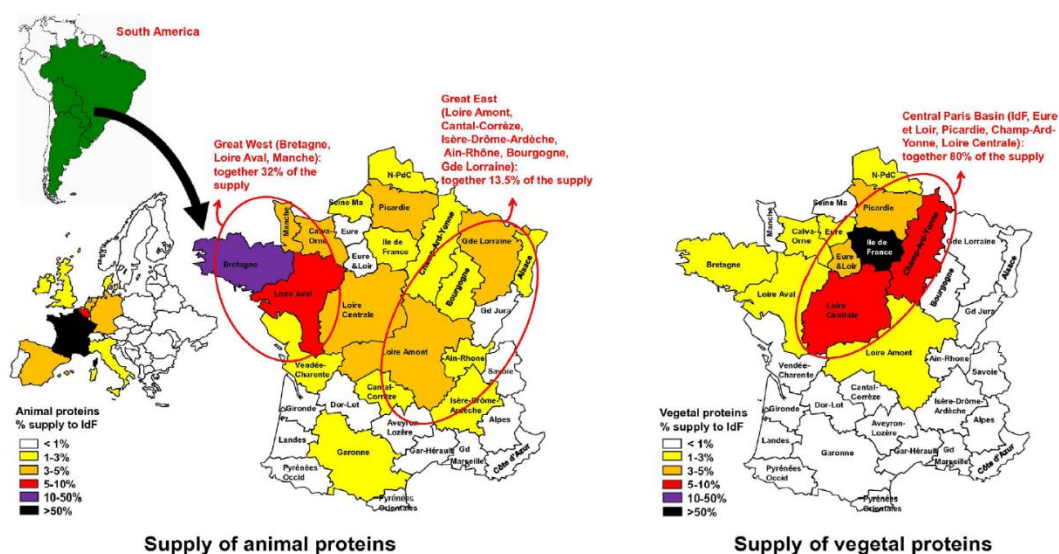 South America
Great West (Bretagne,
Loire Aval, Manche):
together 32% of the
supply
Great East
(Loire Amont,
Cantal-Corrèze,
Isère-Drôme-Ardèche,
Ain-Rhône, Bourgogne,
Gde Lorraine):
together 13.5% of the supply
N-PdC
Seine Ma
Picardie
Manche
Calva-
Orne
Eure
Eure
&Loir
Ile de
France
Champ-Ard-Yonne
Gde Lorraine
Alsace
Bretagne
Loire Aval
Loire
Centrale
Bourgogne
Gd Jura
Loire Amont
Ain-Rhone
Savoie
Vendée-
Charente
Cantal-
Corrèze
Isère-Drôme-
Ardèche
Gironde
Dor-Lot
Aveyron-
Lozère
Alpes
Landes
Garonne
Gar-Hérault
Gd
Marseille
Côte d'Azur
Pyrénées
Occid
Pyrénées
Orientales
Animal proteins
% supply to IdF
< 1%
1-3%
3-5%
5-10%
10-50%
>50%
Supply of animal proteins
Central Paris Basin (IdF, Eure
et Loir, Picardie, Champ-Ard-
Yonne, Loire Centrale):
together 80% of the supply
N-PdC
Seine Ma
Picardie
Manche
Calva-
Orne
Eure
Eure
&Loir
Ile de
France
Champ-Ard-Yonne
Gde Lorraine
Alsace
Bretagne
Loire Aval
Loire
Centrale
Bourgogne
Gd Jura
Loire Amont
Ain-Rhone
Savoie
Vendée-
Charente
Cantal-
Corrèze
Isère-Drôme-
Ardèche
Gironde
Dor-Lot
Aveyron-
Lozère
Alpes
Landes
Garonne
Gar-Hérault
Gd
Marseille
Côte d'Azur
Pyrénées
Occid
Pyrénées
Orientales
Vegetal proteins
% supply to IdF
< 1%
1-3%
3-5%
5-10%
10-50%
>50%
Supply of vegetal proteins